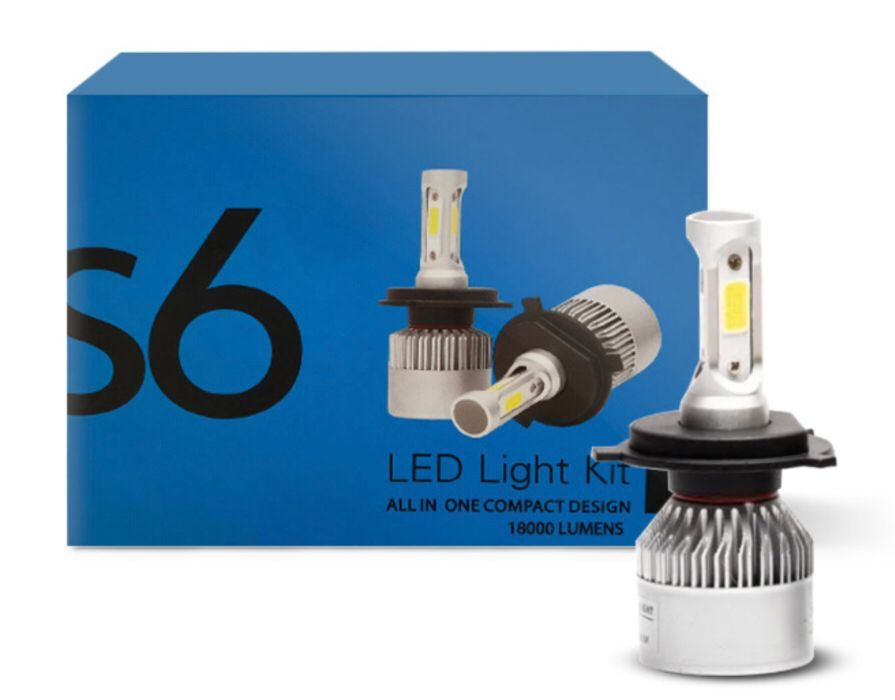 s6
LED Light Kit
ALL IN ONE COMPACT DESIGN
18000 LUMENS